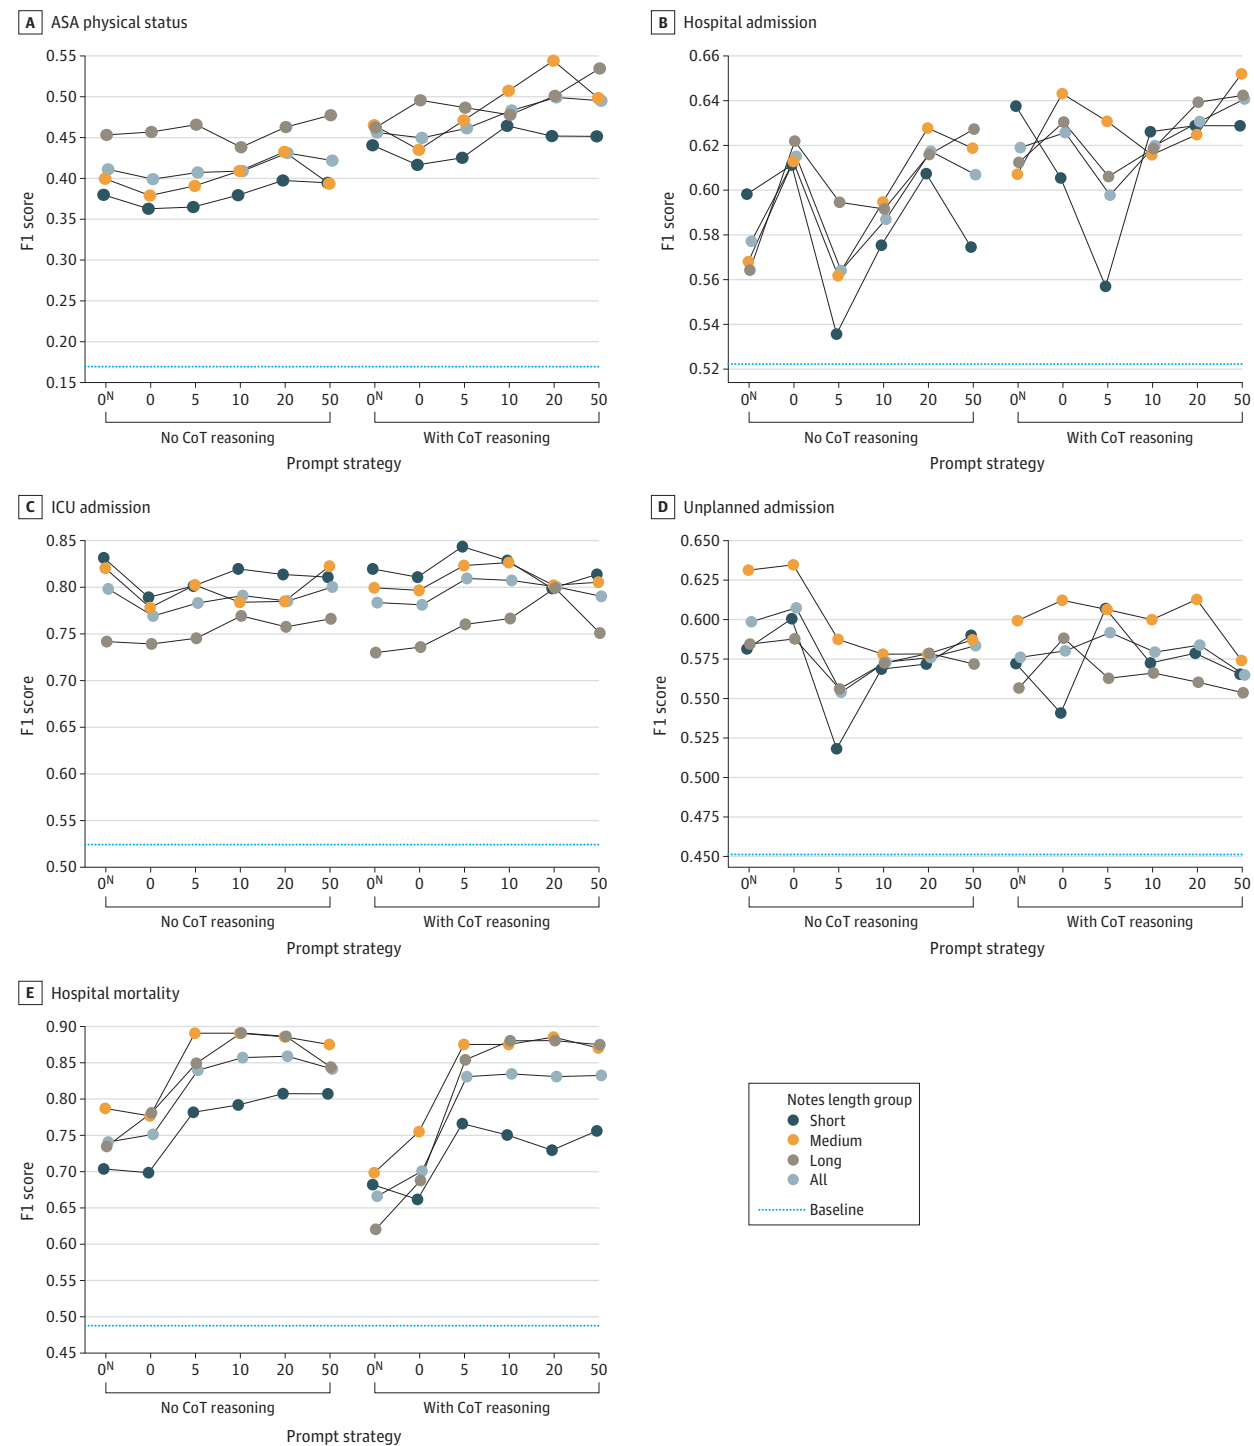 A ASA physical status
0.55
0.50
0.45
0.40
0.35
0.30
0.25
0.20
0.15
F1 score
0N 0 5 10 20 50 0N 0 5 10 20 50
No CoT reasoning With CoT reasoning
Prompt strategy
B Hospital admission
0.66
0.64
0.62
0.60
0.58
0.56
0.54
0.52
F1 score
0N 0 5 10 20 50 0N 0 5 10 20 50
No CoT reasoning With CoT reasoning
Prompt strategy
C ICU admission
0.85
0.80
0.75
0.70
0.65
0.60
0.55
0.50
F1 score
0N 0 5 10 20 50 0N 0 5 10 20 50
No CoT reasoning With CoT reasoning
Prompt strategy
D Unplanned admission
0.650
0.625
0.600
0.575
0.550
0.525
0.500
0.475
0.450
F1 score
0N 0 5 10 20 50 0N 0 5 10 20 50
No CoT reasoning With CoT reasoning
Prompt strategy
E Hospital mortality
0.90
0.85
0.80
0.75
0.70
0.65
0.60
0.55
0.50
0.45
F1 score
0N 0 5 10 20 50 0N 0 5 10 20 50
No CoT reasoning With CoT reasoning
Prompt strategy
Notes length group
Short
Medium
Long
All
Baseline